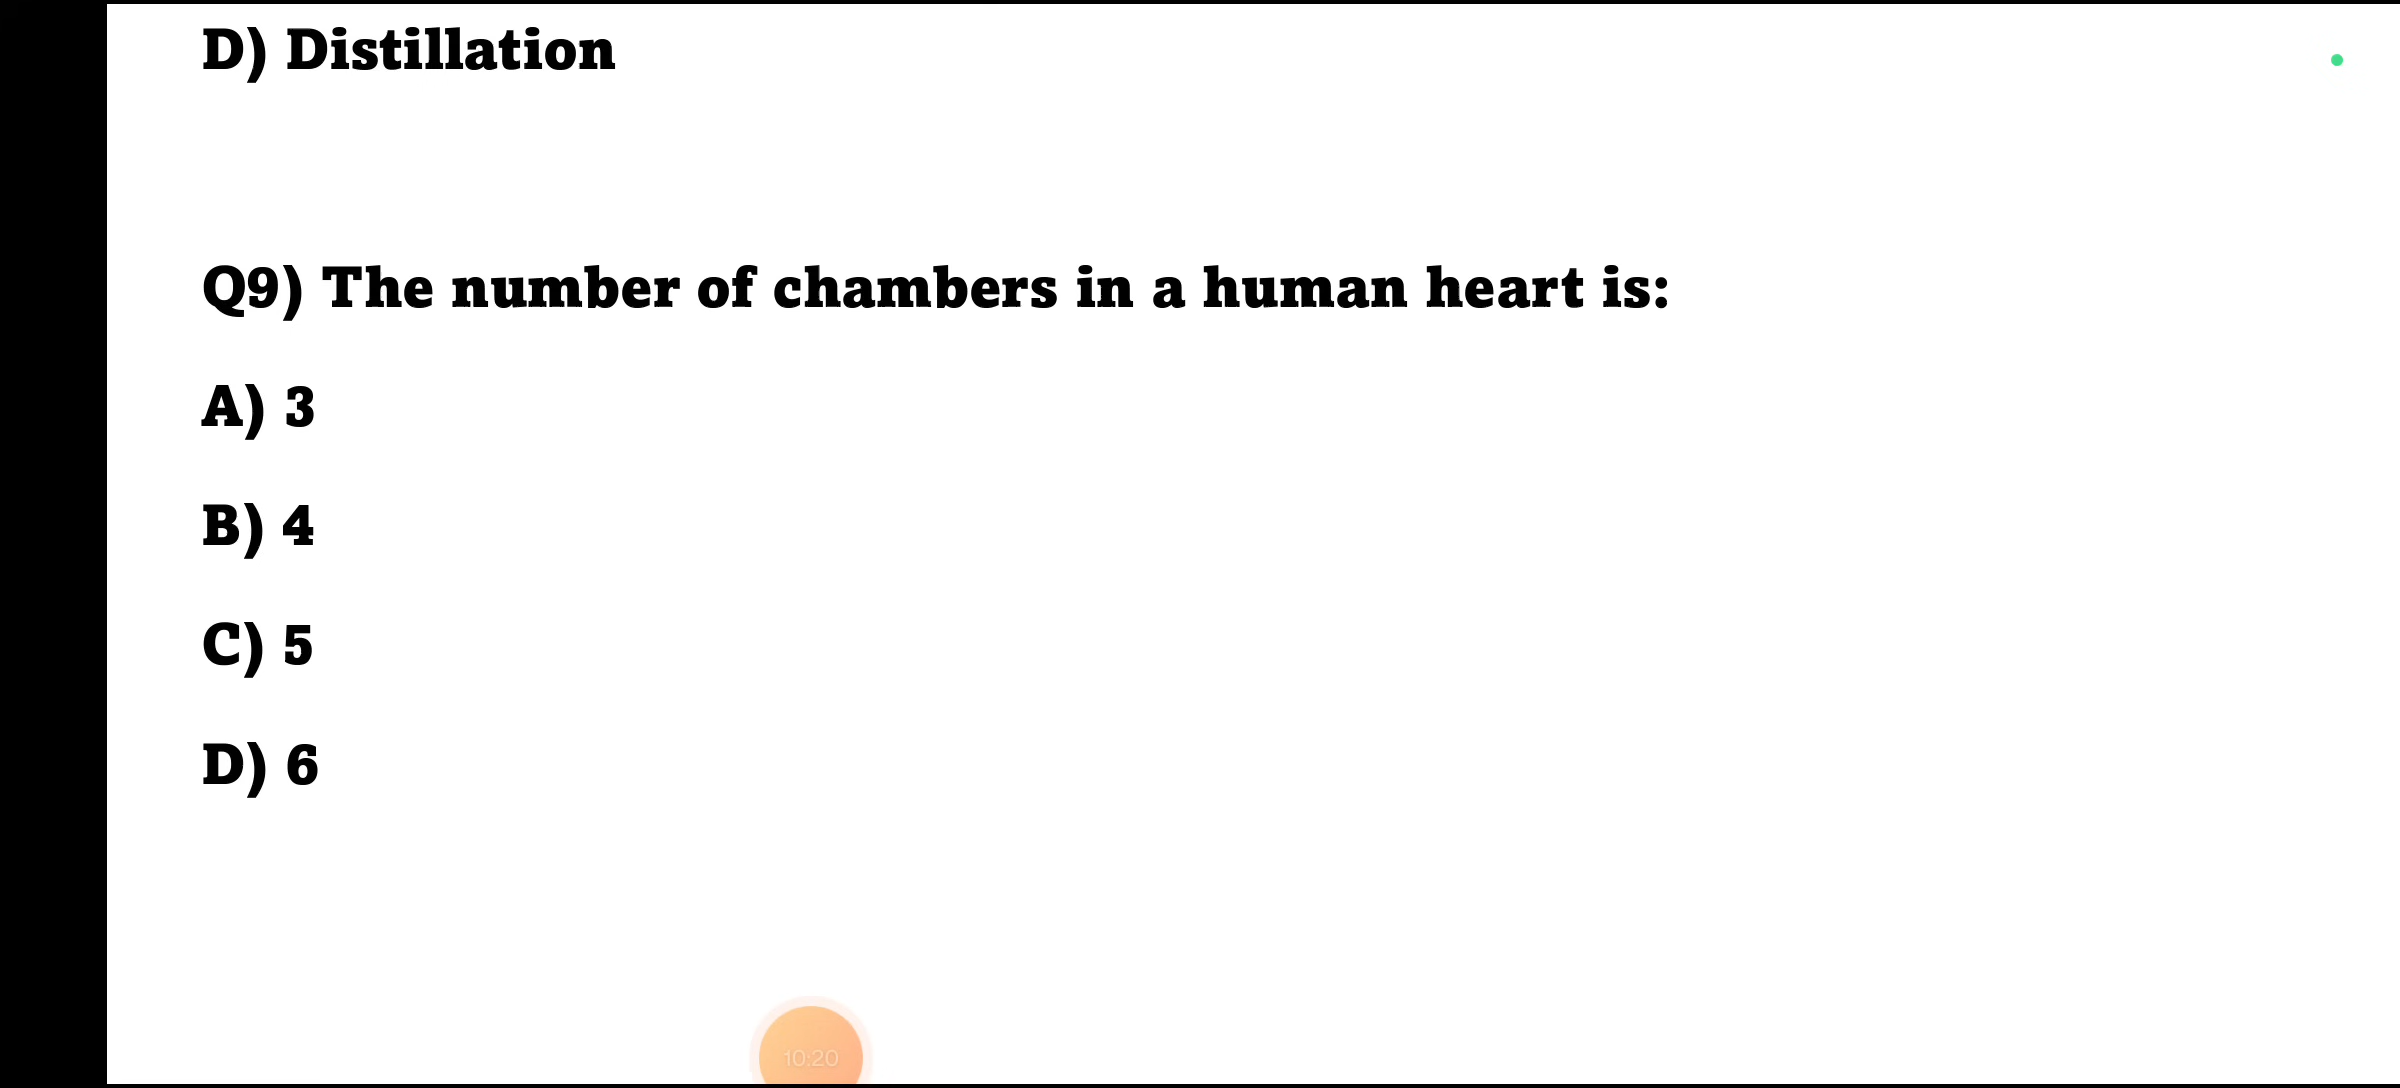 D) Distillation
Q9) The number of chambers in a human heart is:
A) 3
B) 4
C) 5
D) 6
10:20